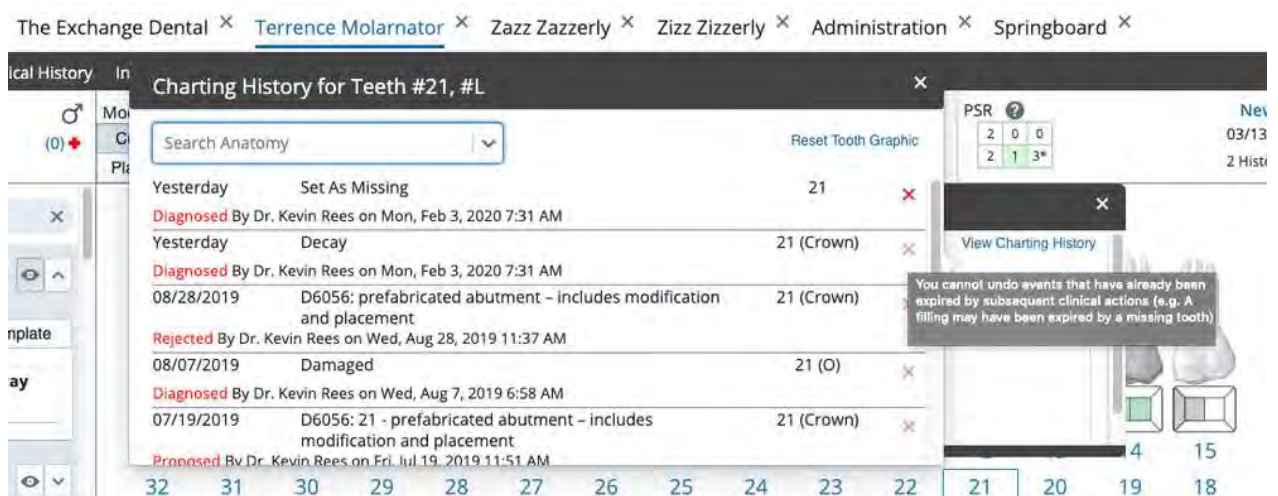 The Exchange Dental × Terrence Molarnator × Zazz Zazzerly × Zizz Zizzerly × Administration × Springboard ×
ical History In
Charting History for Teeth #21, #L ×
Mo
(0)
C
Pla
Search Anatomy
Reset Tooth Graphic
PSR ?
2 0 0
2 1 3*
New
03/13
2 Histo
Yesterday Set As Missing 21 ×
Diagnosed By Dr. Kevin Rees on Mon, Feb 3, 2020 7:31 AM
Yesterday Decay 21 (Crown) ×
Diagnosed By Dr. Kevin Rees on Mon, Feb 3, 2020 7:31 AM
View Charting History
You cannot undo events that have already been
expired by subsequent clinical actions (e.g. A
filling may have been expired by a missing tooth)
08/28/2019 D6056: prefabricated abutment – includes modification 21 (Crown)
and placement
Rejected By Dr. Kevin Rees on Wed, Aug 28, 2019 11:37 AM
08/07/2019 Damaged 21 (O) ×
Diagnosed By Dr. Kevin Rees on Wed, Aug 7, 2019 6:58 AM
07/19/2019 D6056: 21 - prefabricated abutment – includes 21 (Crown) ×
modification and placement
Proposed By Dr. Kevin Rees on Fri, Jul 19, 2019 11:51 AM
mplate
ay
4 15
32 31 30 29 28 27 26 25 24 23 22 21 20 19 18